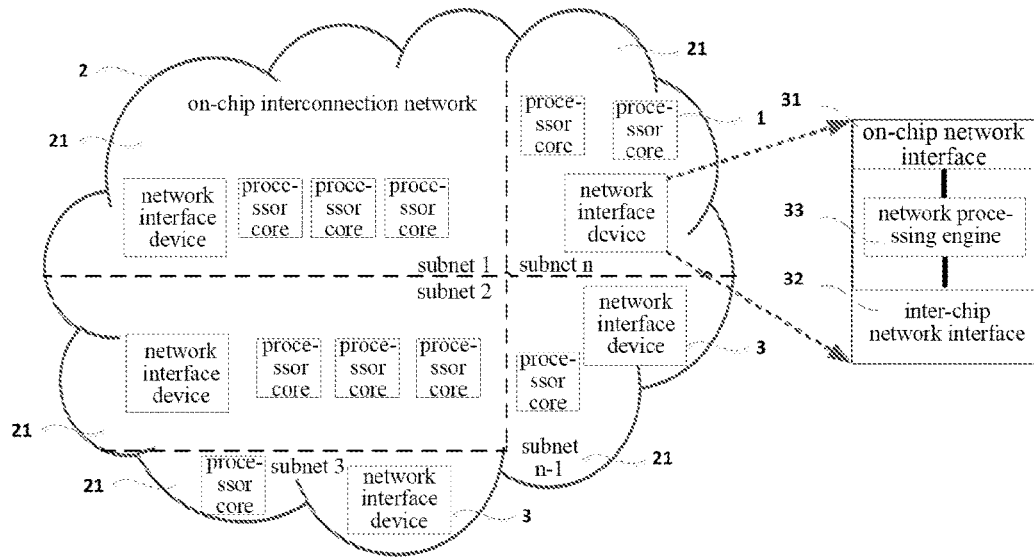 2
21
on-chip interconnection network
21
proce-
ssor
core
proce-
ssor
core
1
31
on-chip network
interface
network
interface
device
proce-
ssor
core
proce-
ssor
core
proce-
ssor
core
network
interface
device
33
network proce-
ssing engine
subnet 1
subnet n
subnet 2
32
inter-chip
network interface
network
interface
device
proce-
ssor
core
proce-
ssor
core
proce-
ssor
core
network
interface
device
3
proce-
ssor
core
21
subnet 3
subnet
n-1
21
21
proce-
ssor
core
network
interface
device
3